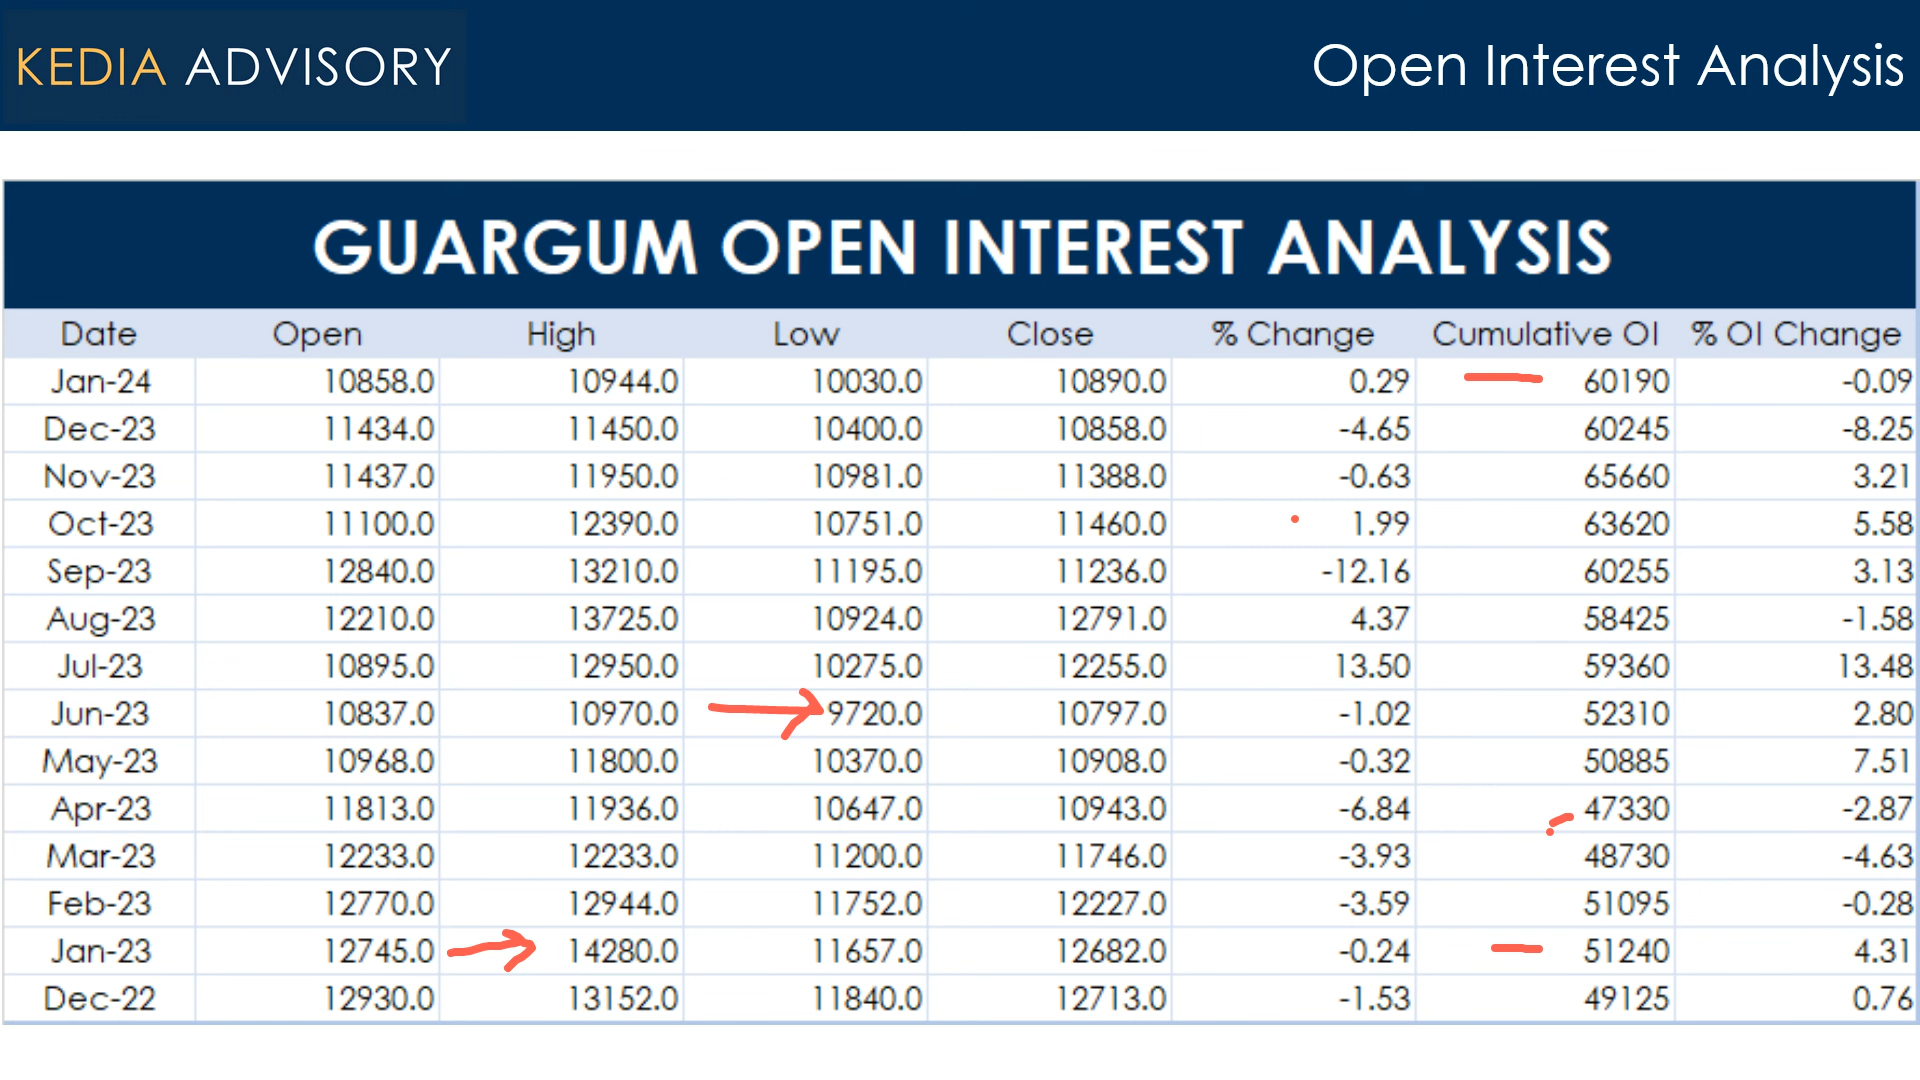 KEDIA ADVISORY
Open Interest Analysis
GUARGUM OPEN INTEREST ANALYSIS
Date Open High Low Close % Change Cumulative OI % OI Change
Jan-24 10858.0 10944.0 10030.0 10890.0 0.29 60190 -0.09
Dec-23 11434.0 11450.0 10400.0 10858.0 -4.65 60245 -8.25
Nov-23 11437.0 11950.0 10981.0 11388.0 -0.63 65660 3.21
Oct-23 11100.0 12390.0 10751.0 11460.0 1.99 63620 5.58
Sep-23 12840.0 13210.0 11195.0 11236.0 -12.16 60255 3.13
Aug-23 12210.0 13725.0 10924.0 12791.0 4.37 58425 -1.58
Jul-23 10895.0 12950.0 10275.0 12255.0 13.50 59360 13.48
Jun-23 10837.0 10970.0 9720.0 10797.0 -1.02 52310 2.80
May-23 10968.0 11800.0 10370.0 10908.0 -0.32 50885 7.51
Apr-23 11813.0 11936.0 10647.0 10943.0 -6.84 47330 -2.87
Mar-23 12233.0 12233.0 11200.0 11746.0 -3.93 48730 -4.63
Feb-23 12770.0 12944.0 11752.0 12227.0 -3.59 51095 -0.28
Jan-23 12745.0 14280.0 11657.0 12682.0 -0.24 51240 4.31
Dec-22 12930.0 13152.0 11840.0 12713.0 -1.53 49125 0.76